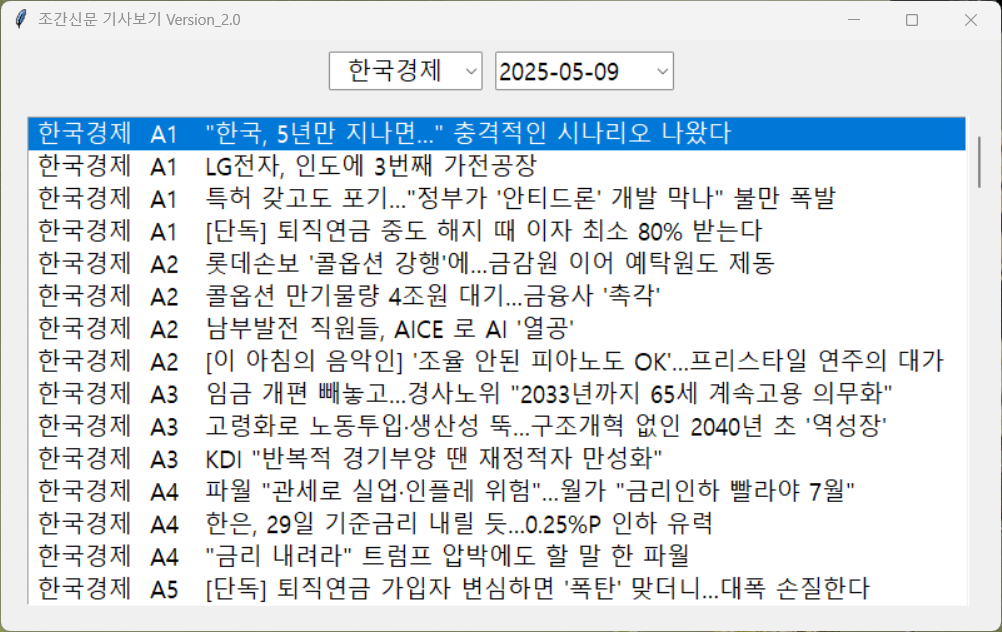 조간신문 기사보기 Version_2.0
한국경제 2025-05-09
한국경제 A1 "한국, 5년만 지나면…" 충격적인 시나리오 나왔다
한국경제 A1 LG전자, 인도에 3번째 가전공장
한국경제 A1 특허 갖고도 포기…"정부가 '안티드론' 개발 막나" 불만 폭발
한국경제 A1 [단독] 퇴직연금 중도 해지 때 이자 최소 80% 받는다
한국경제 A2 롯데손보 '콜옵션 강행'에…금감원 이어 예탁원도 제동
한국경제 A2 콜옵션 만기물량 4조원 대기…금융사 '촉각'
한국경제 A2 남부발전 직원들, AICE 로 AI '열공'
한국경제 A2 [이 아침의 음악인] '조율 안된 피아노도 OK'…프리스타일 연주의 대가
한국경제 A3 임금 개편 빼놓고…경사노위 "2033년까지 65세 계속고용 의무화"
한국경제 A3 고령화로 노동투입·생산성 뚝…구조개혁 없인 2040년 초 '역성장'
한국경제 A3 KDI "반복적 경기부양 땐 재정적자 만성화"
한국경제 A4 파월 "관세로 실업·인플레 위험"…월가 "금리인하 빨라야 7월"
한국경제 A4 한은, 29일 기준금리 내릴 듯…0.25%P 인하 유력
한국경제 A4 "금리 내려라" 트럼프 압박에도 할 말 한 파월
한국경제 A5 [단독] 퇴직연금 가입자 변심하면 '폭탄' 맞더니…대폭 손질한다